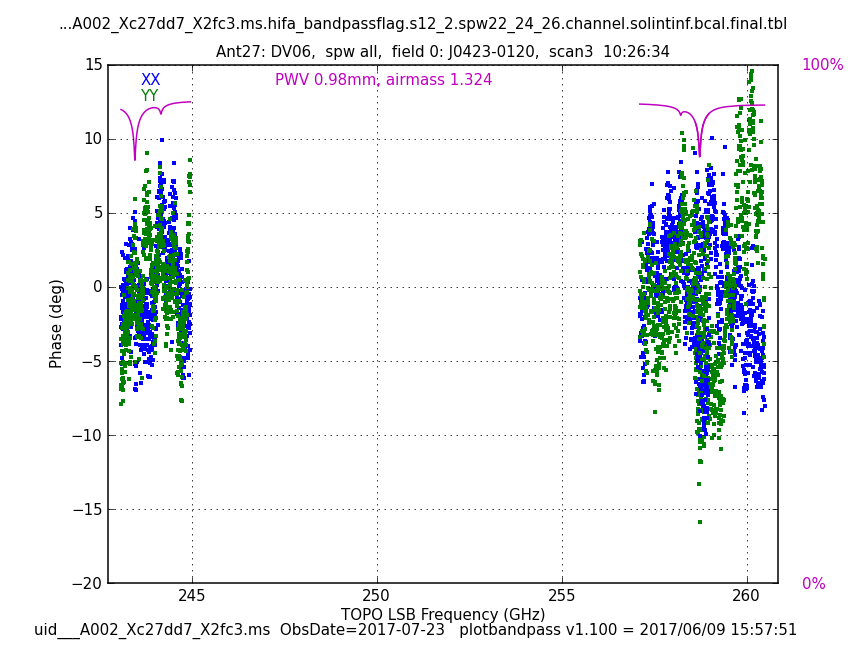 ...A002_Xc27dd7_X2fc3.ms.hifa_bandpassflag.s12_2.spw22_24_26.channel.solintinf.bcal.final.tbl
Ant27: DV06,  spw all,  field 0: J0423-0120,  scan3  10:26:34
XX
YY
PWV 0.98mm, airmass 1.324
100%
0%
15
10
5
0
−5
−10
−15
−20
Phase (deg)
245
250
255
260
TOPO LSB Frequency (GHz)
uid___A002_Xc27dd7_X2fc3.ms  ObsDate=2017-07-23   plotbandpass v1.100 = 2017/06/09 15:57:51